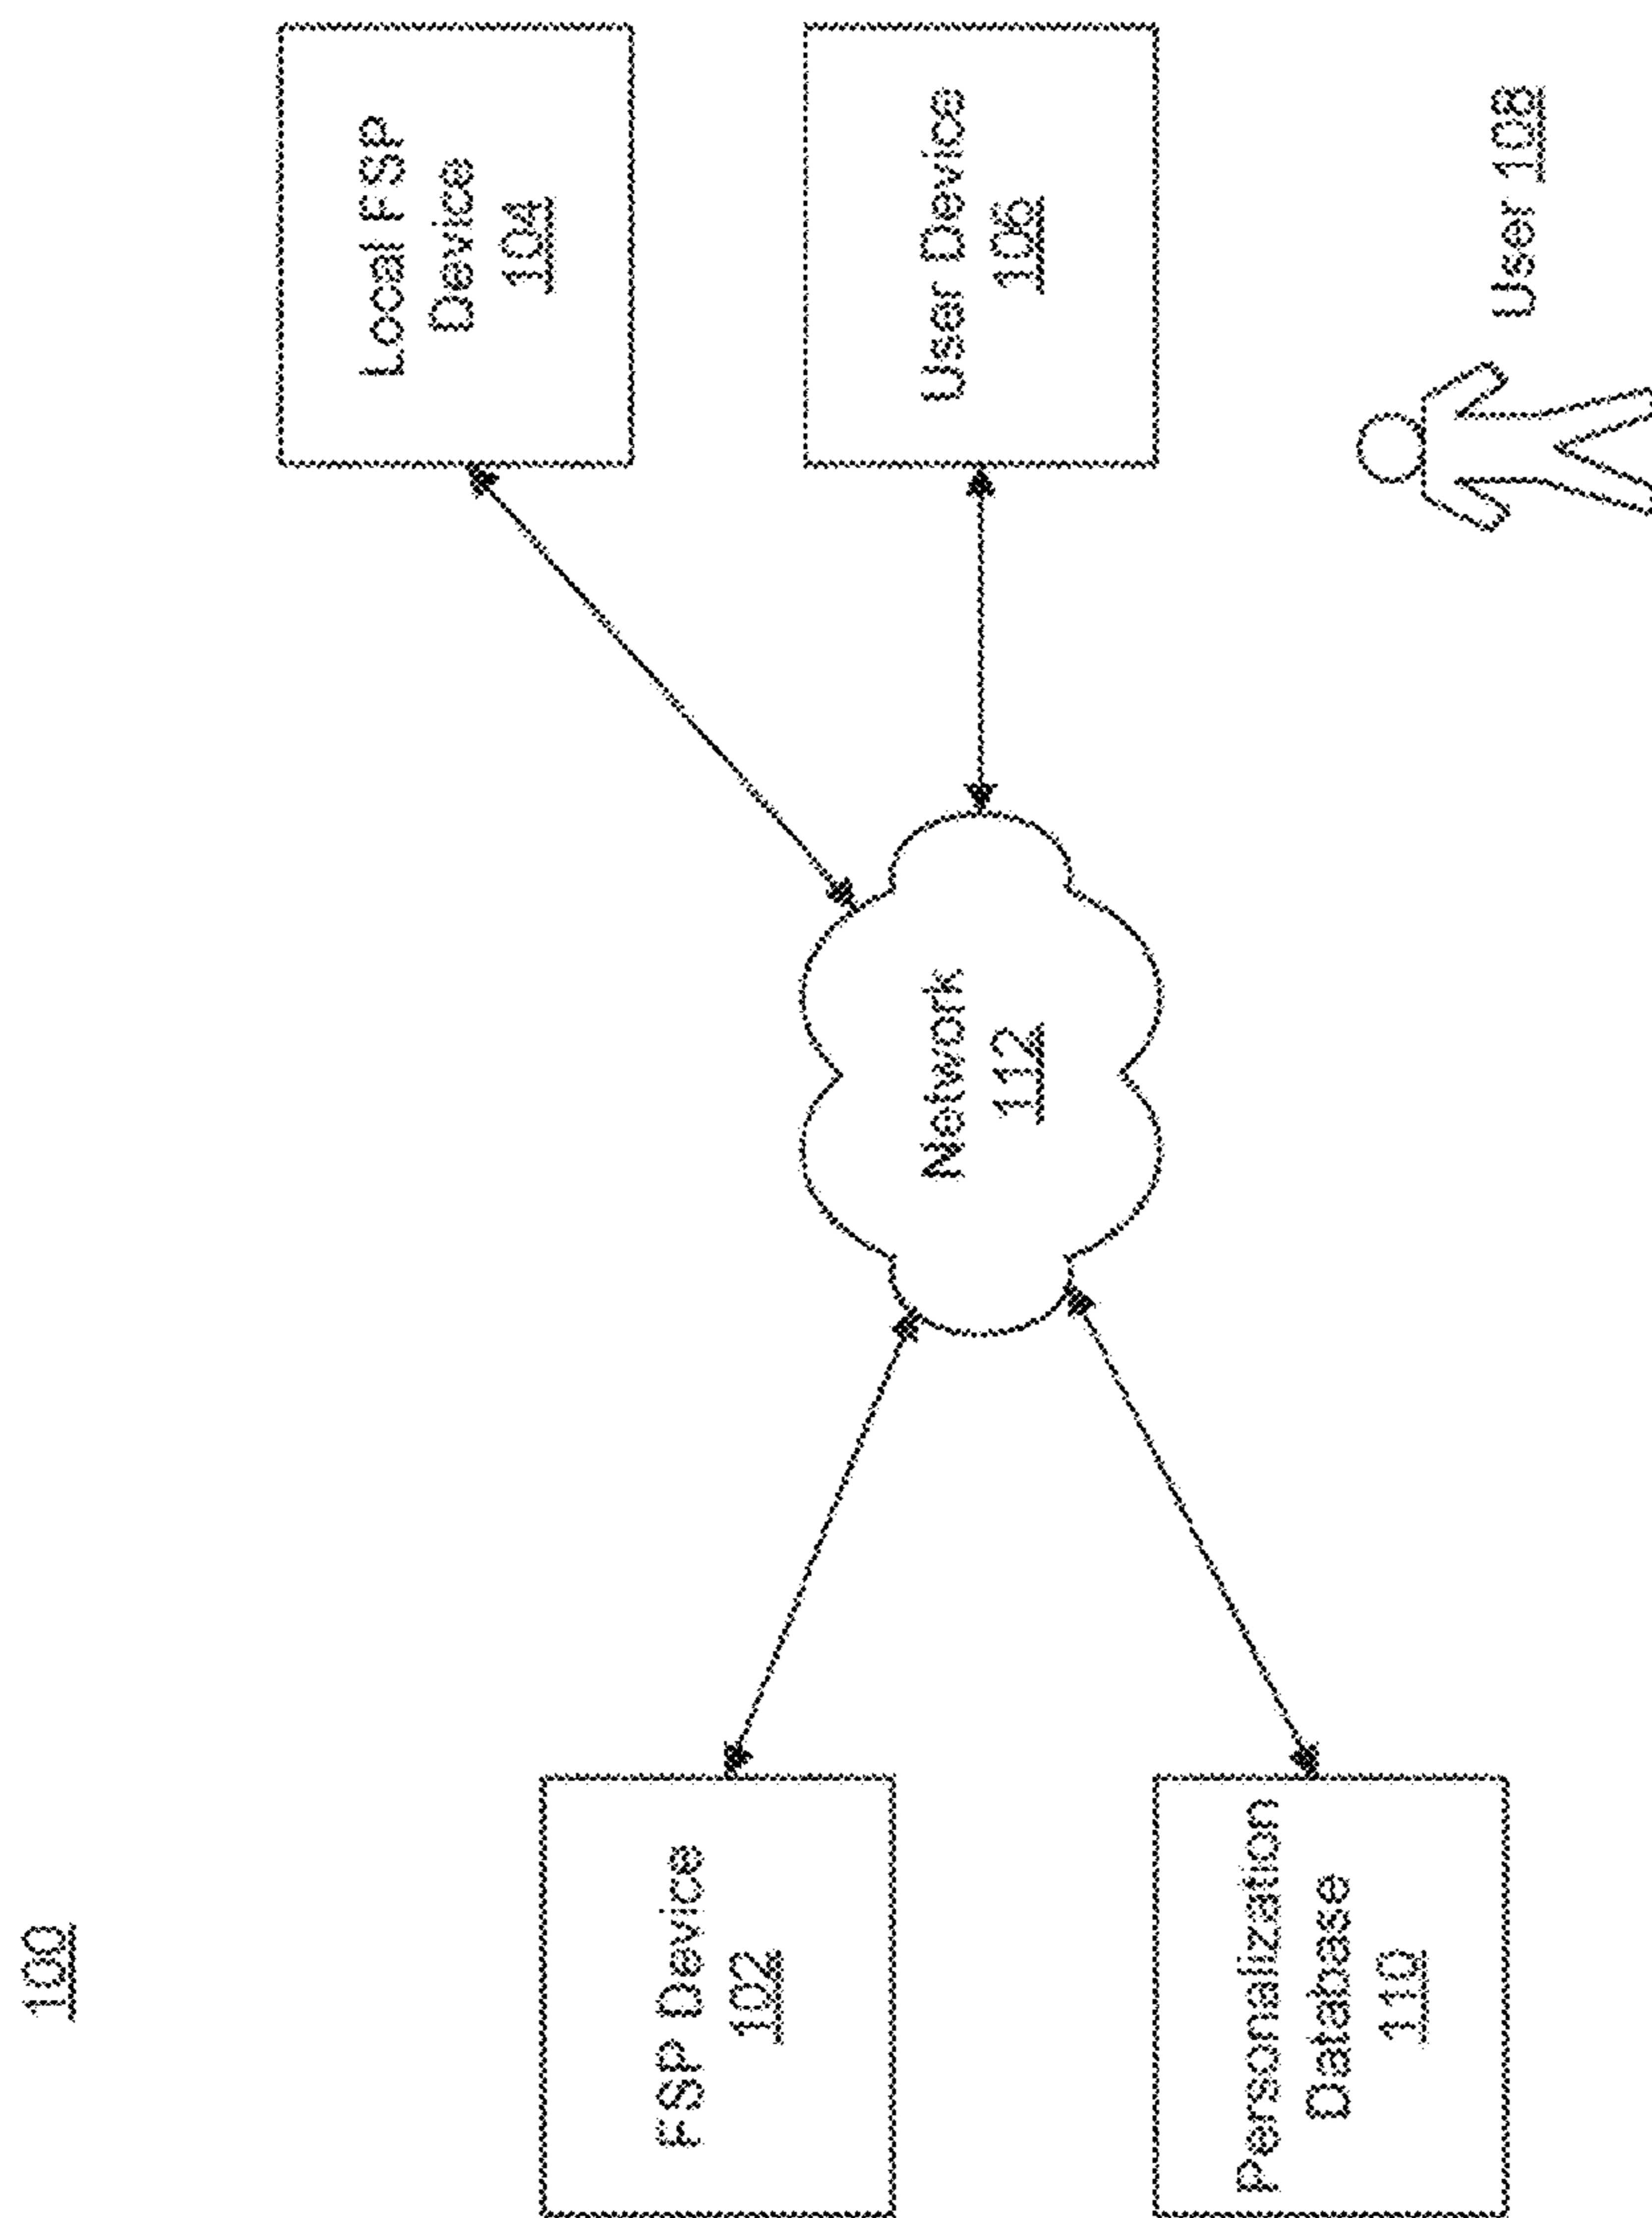 100
FSP Device
102
Personalization
Database
110
Network
112
Local FSP
Device
104
User Device
106
User 108